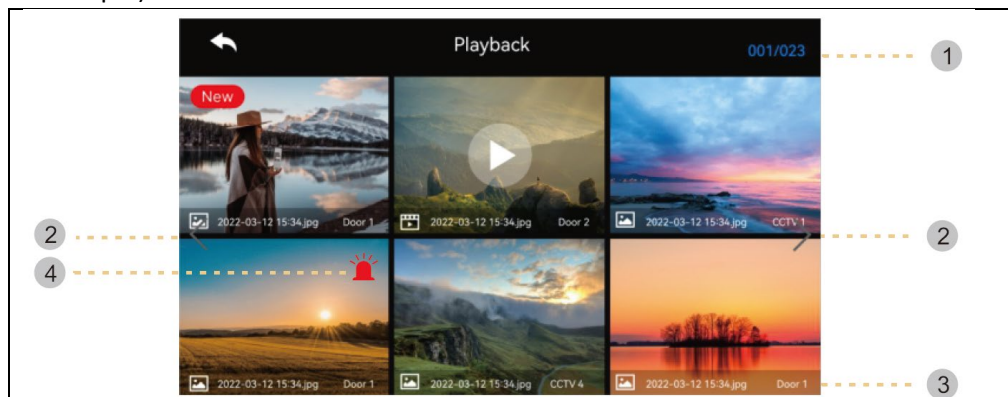 Playback
001/023
1
New
2022-03-12 15:34.jpg Door 1
2022-03-12 15:34.jpg Door 2
2022-03-12 15:34.jpg CCTV 1
2
2
4
2022-03-12 15:34.jpg Door 1
2022-03-12 15:34.jpg CCTV 4
2022-03-12 15:34.jpg Door 1
3